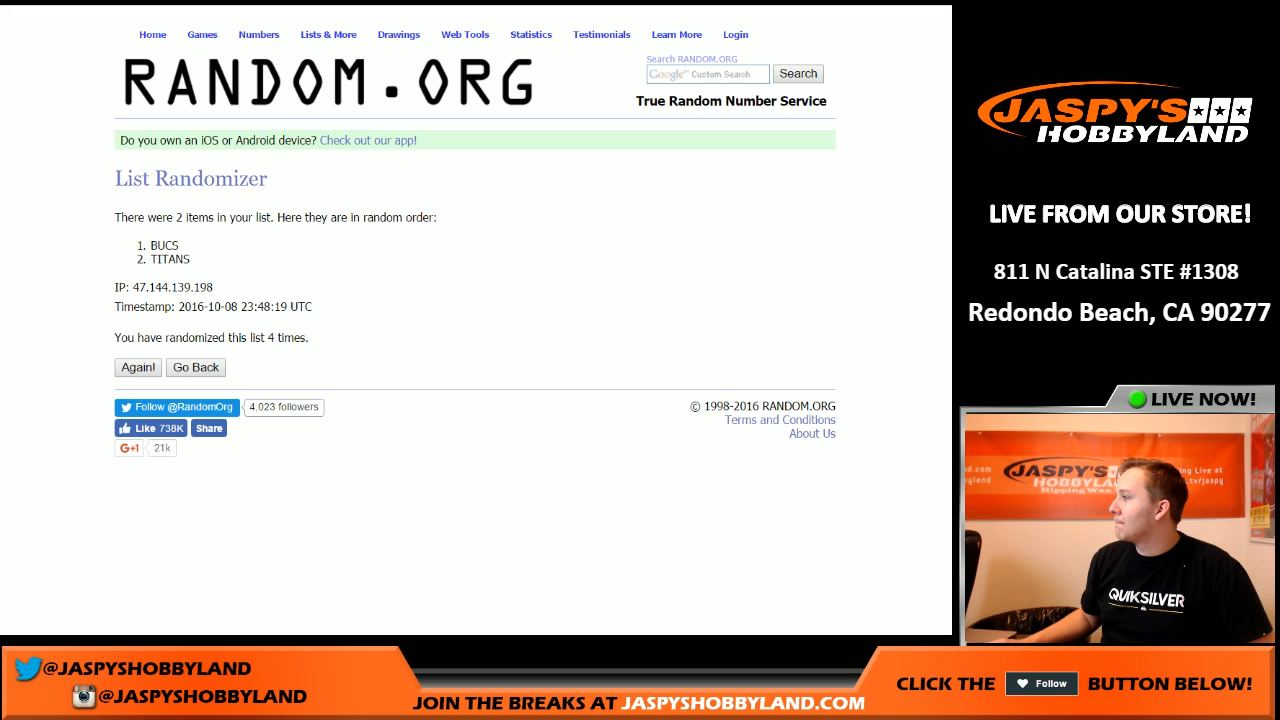 Home Games Numbers Lists & More Drawings Web Tools Statistics Testimonials Learn More Login
RANDOM.ORG
Search RANDOM.ORG
Google™ Custom Search Search
True Random Number Service
Do you own an iOS or Android device? Check out our app!
List Randomizer
There were 2 items in your list. Here they are in random order:
1. BUCS
2. TITANS
IP: 47.144.139.198
Timestamp: 2016-10-08 23:48:19 UTC
You have randomized this list 4 times.
Again! Go Back
Follow @RandomOrg 4,023 followers
Like 738K Share
G+1 21k
© 1998-2016 RANDOM.ORG
Terms and Conditions
About Us
JASPY'S
HOBBYLAND
LIVE FROM OUR STORE!
811 N Catalina STE #1308
Redondo Beach, CA 90277
LIVE NOW!
JASPY'S
HOBBYLAND
Ripping Wax
QUIKSILVER
@JASPYSHOBBYLAND
@JASPYSHOBBYLAND
JOIN THE BREAKS AT JASPYSHOBBYLAND.COM
CLICK THE Follow BUTTON BELOW!